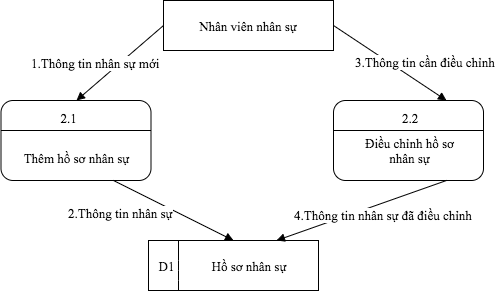 Nhân viên nhân sự
1.Thông tin nhân sự mới
3.Thông tin cần điều chỉnh
2.1
2.2
Thêm hồ sơ nhân sự
Điều chỉnh hồ sơ
nhân sự
2.Thông tin nhân sự
4.Thông tin nhân sự đã điều chỉnh
D1
Hồ sơ nhân sự